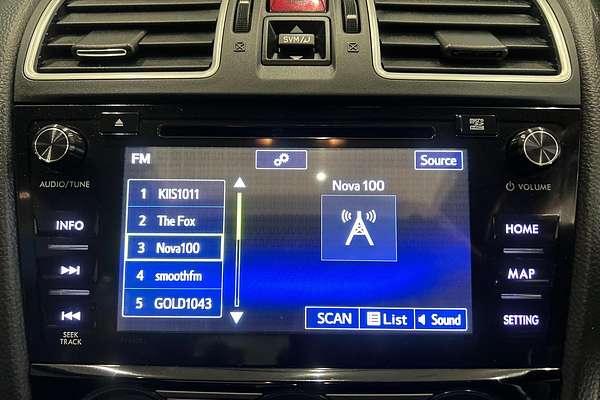 SVM/
AUDIO/TUNE
INFO
SEEK
TRACK
FM
Source
1 KIIS1011
2 The Fox
3 Nova100
4 smoothfm
5 GOLD1043
Nova 100
SCAN
List
Sound
VOLUME
HOME
MAP
SETTING